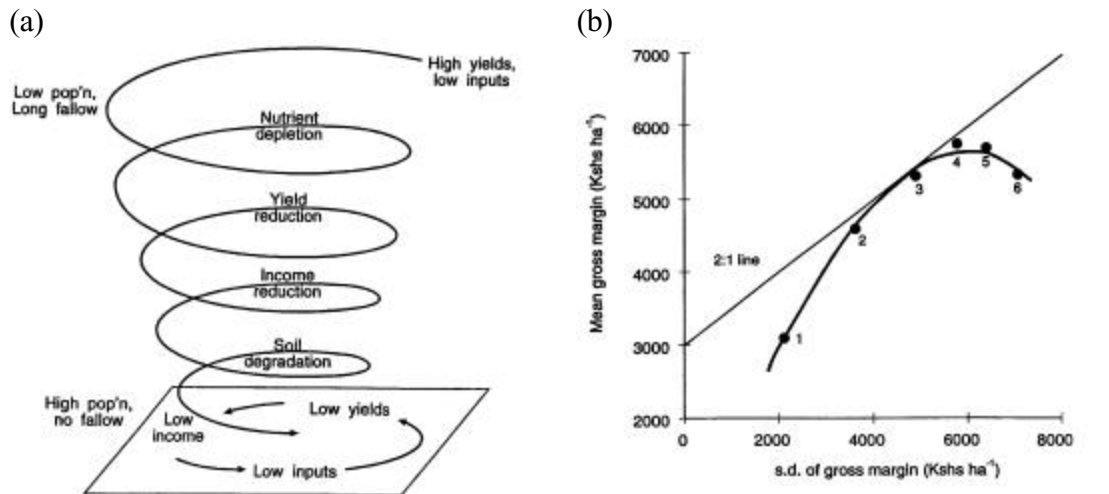 (a)
High yields,
low inputs
Low pop'n,
Long fallow
Nutrient
depletion
Yield
reduction
Income
reduction
Soil
degradation
High pop'n,
no fallow
Low
income
Low yields
Low inputs
(b)
Mean gross margin (Kshs ha⁻¹)
7000
6000
5000
4000
3000
2000
2:1 line
1
2
3
4
5
6
0
2000
4000
6000
8000
s.d. of gross margin (Kshs ha⁻¹)